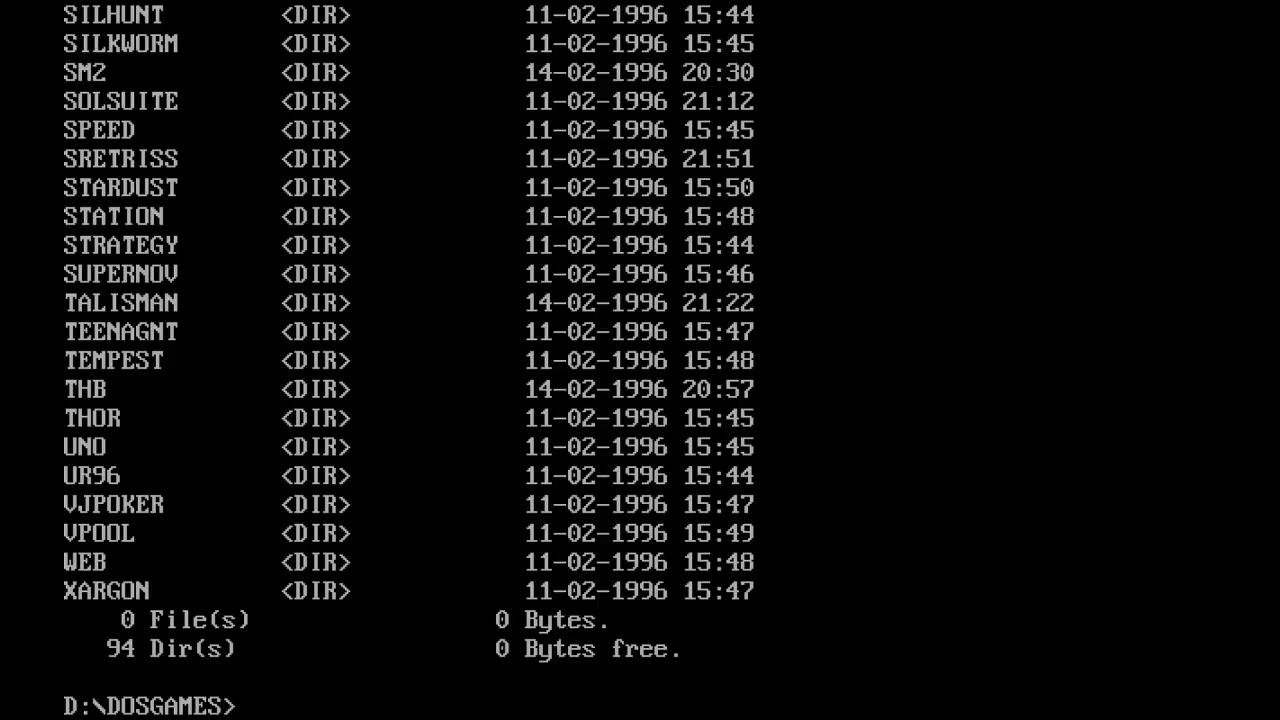 SILHUNT <DIR> 11-02-1996 15:44
SILKWORM <DIR> 11-02-1996 15:45
SM2 <DIR> 14-02-1996 20:30
SOLSUITE <DIR> 11-02-1996 21:12
SPEED <DIR> 11-02-1996 15:45
SRETRISS <DIR> 11-02-1996 21:51
STARDUST <DIR> 11-02-1996 15:50
STATION <DIR> 11-02-1996 15:48
STRATEGY <DIR> 11-02-1996 15:44
SUPERNOV <DIR> 11-02-1996 15:46
TALISMAN <DIR> 14-02-1996 21:22
TEENAGNT <DIR> 11-02-1996 15:47
TEMPEST <DIR> 11-02-1996 15:48
THB <DIR> 14-02-1996 20:57
THOR <DIR> 11-02-1996 15:45
UNO <DIR> 11-02-1996 15:45
UR96 <DIR> 11-02-1996 15:44
VJPOKER <DIR> 11-02-1996 15:47
VPOOL <DIR> 11-02-1996 15:49
WEB <DIR> 11-02-1996 15:48
XARGON <DIR> 11-02-1996 15:47
0 File(s) 0 Bytes.
94 Dir(s) 0 Bytes free.
D:\DOSGAMES>